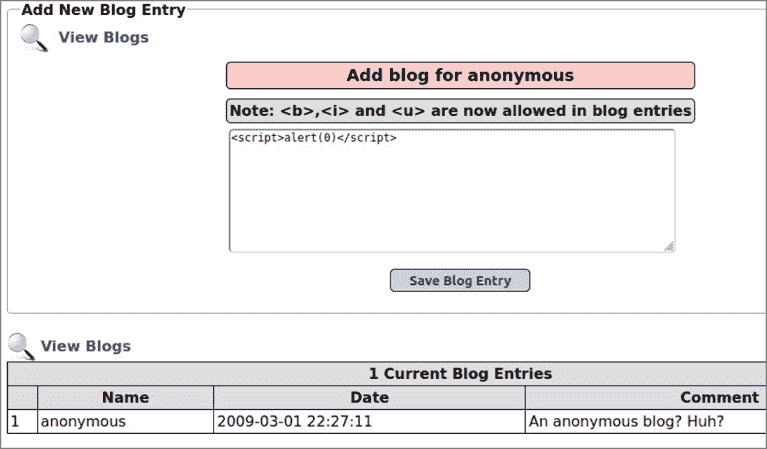 Add New Blog Entry
View Blogs
Add blog for anonymous
Note: <b>,<i> and <u> are now allowed in blog entries
<script>alert(0)</script>
Save Blog Entry
View Blogs
1 Current Blog Entries
Name Date Comment
1 anonymous 2009-03-01 22:27:11 An anonymous blog? Huh?